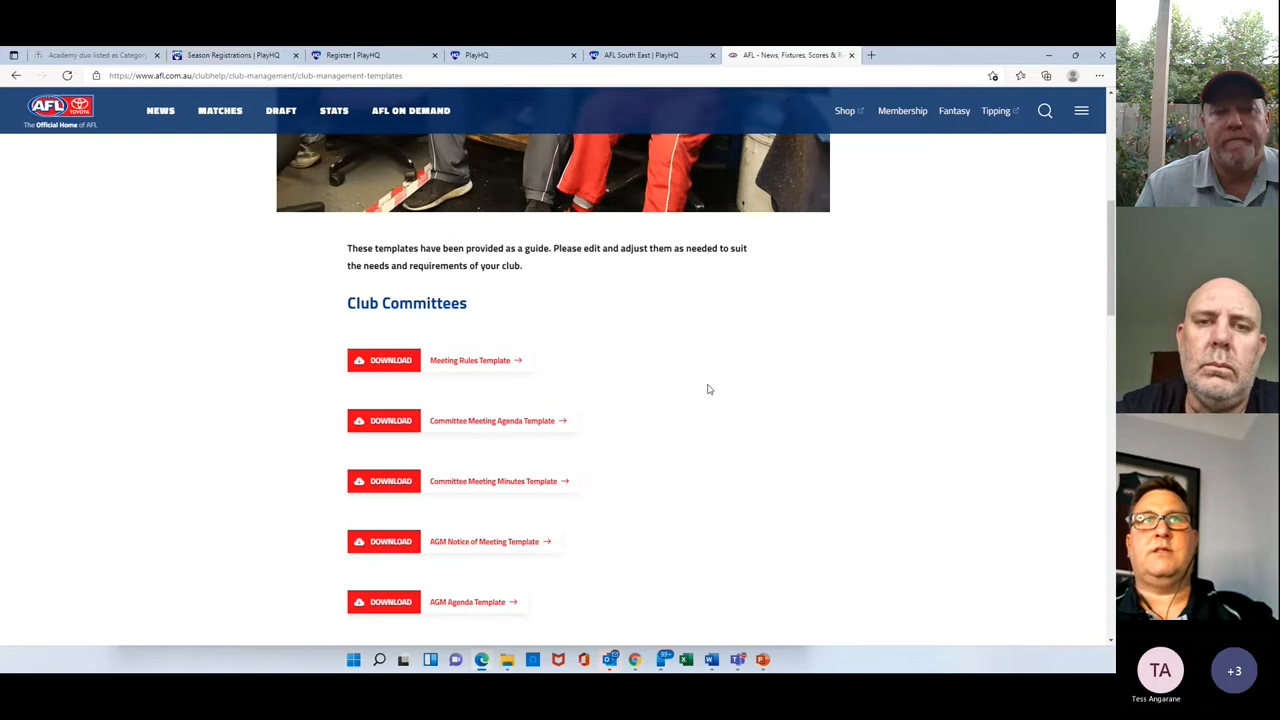 Academy duo listed as Categor
Season Registrations | PlayHQ
Register | PlayHQ
PlayHQ
AFL South East | PlayHQ
AFL - News, Fixtures, Scores & R
https://www.afl.com.au/clubhelp/club-management/club-management-templates
AFL
TOYOTA
The Official Home of AFL
NEWS
MATCHES
DRAFT
STATS
AFL ON DEMAND
Shop
Membership
Fantasy
Tipping
These templates have been provided as a guide. Please edit and adjust them as needed to suit
the needs and requirements of your club.
Club Committees
DOWNLOAD Meeting Rules Template →
DOWNLOAD Committee Meeting Agenda Template →
DOWNLOAD Committee Meeting Minutes Template →
DOWNLOAD AGM Notice of Meeting Template →
DOWNLOAD AGM Agenda Template →
99+
TA
Tess Angarane
+3